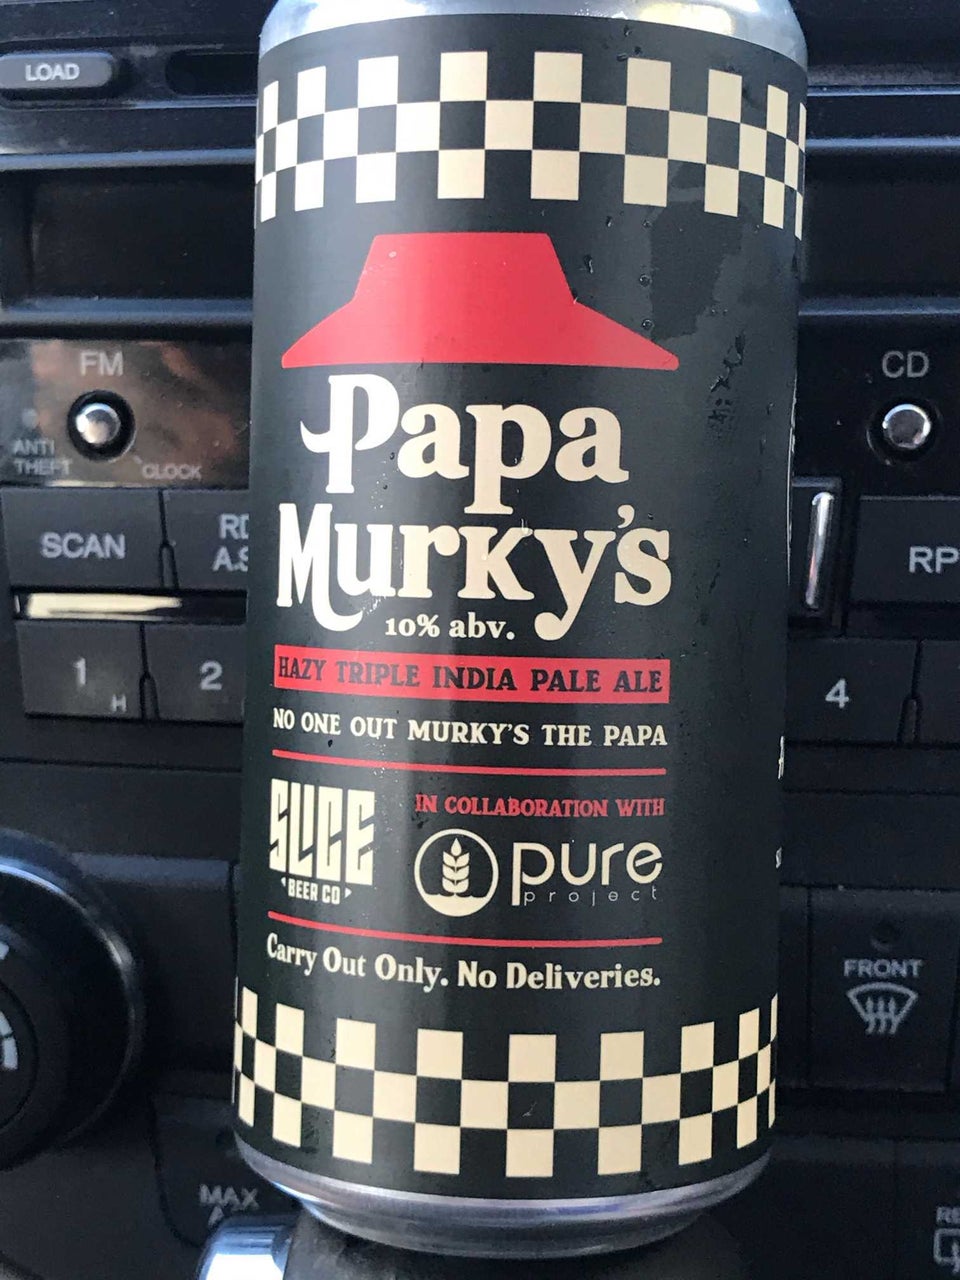 LOAD
FM
CD
ANTI
THEFT
CLOCK
SCAN
1
2
4
H
Papa
Murky's
10% abv.
HAZY TRIPLE INDIA PALE ALE
NO ONE OUT MURKY'S THE PAPA
SLICE
BEER CO
IN COLLABORATION WITH
pure
project
Carry Out Only. No Deliveries.
FRONT
MAX